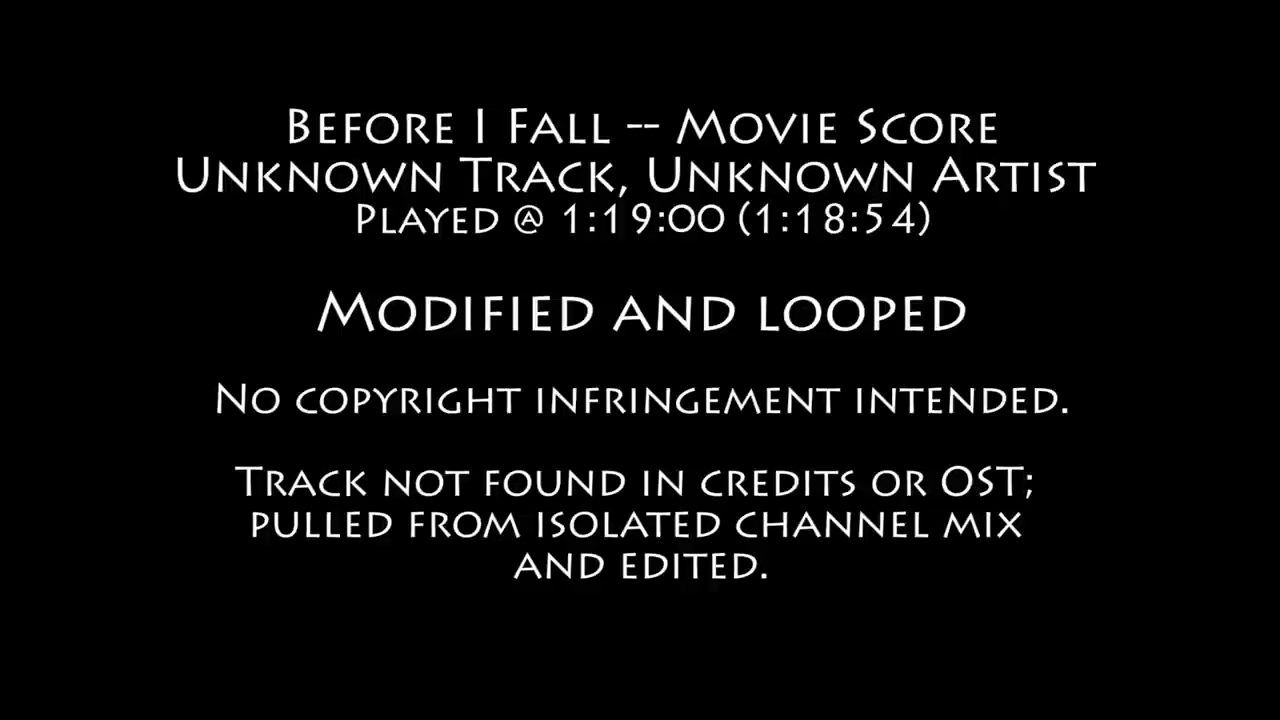 Before I Fall -- Movie Score
Unknown Track, Unknown Artist
Played @ 1:19:00 (1:18:54)
Modified and looped
No copyright infringement intended.
Track not found in credits or OST;
pulled from isolated channel mix
and edited.